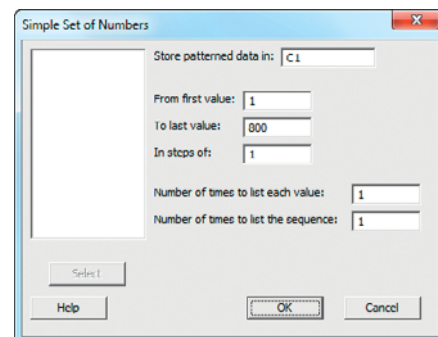 Simple Set of Numbers
Store patterned data in: C1
From first value: 1
To last value: 800
In steps of: 1
Number of times to list each value: 1
Number of times to list the sequence: 1
Select
Help OK Cancel